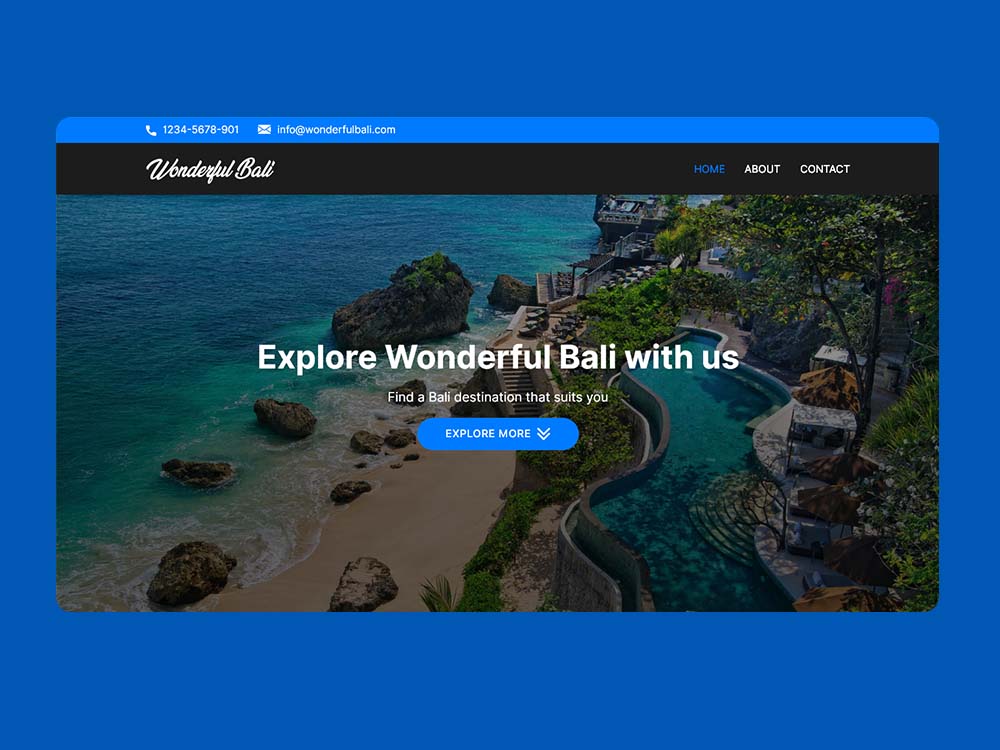 1234-5678-901 info@wonderfulbali.com
Wonderful Bali HOME ABOUT CONTACT
Explore Wonderful Bali with us
Find a Bali destination that suits you
EXPLORE MORE